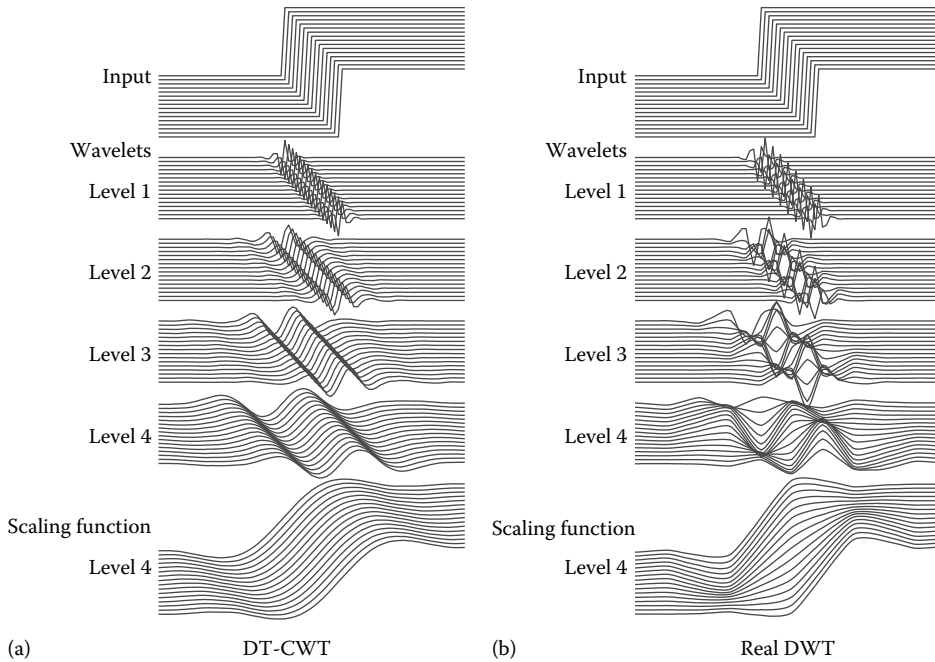 Input
Wavelets
Level 1
Level 2
Level 3
Level 4
Scaling function
Level 4
(a)
DT-CWT
Input
Wavelets
Level 1
Level 2
Level 3
Level 4
Scaling function
Level 4
(b)
Real DWT